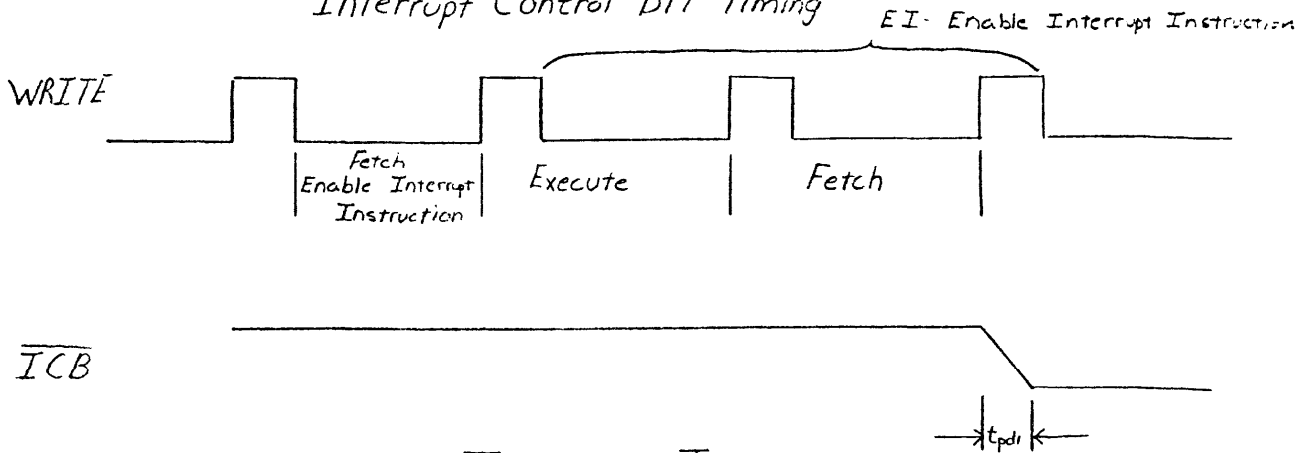 Interrupt Control Bit Timing
EI- Enable Interrupt Instruction
WRITE
Fetch
Enable Interrupt
Instruction
Execute
Fetch
ICB
tpd1